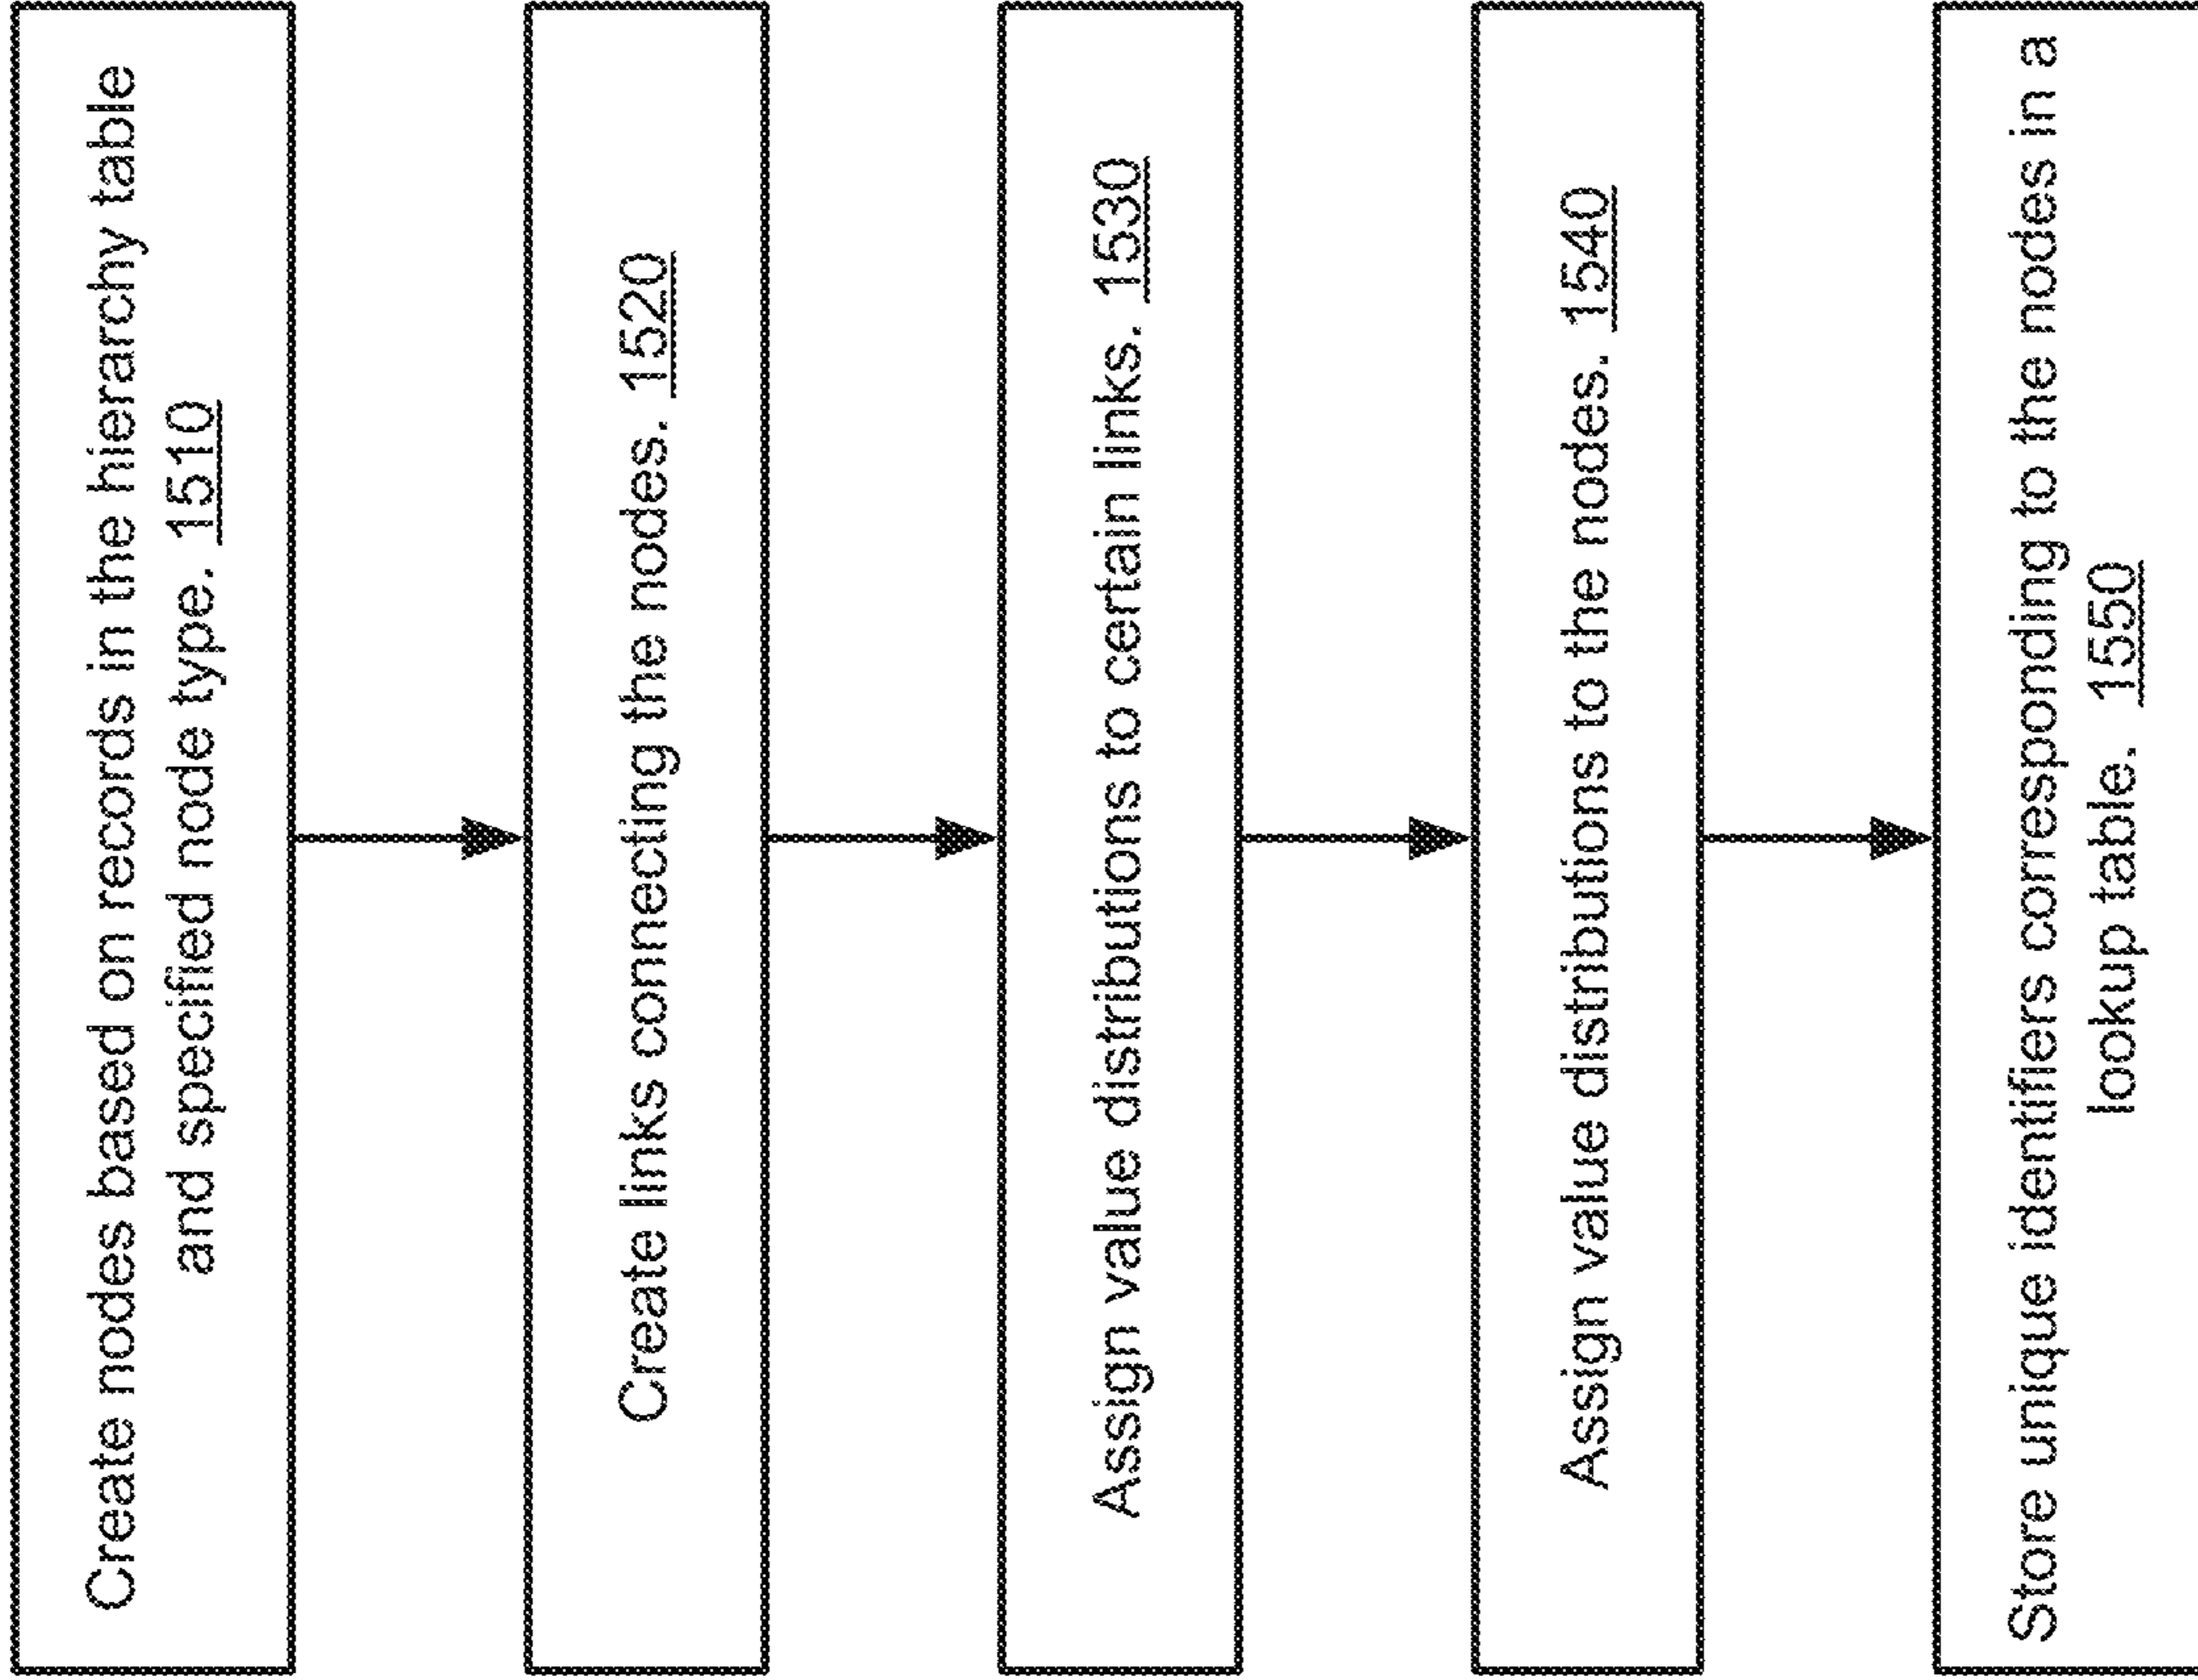 Create nodes based on records in the hierarchy table
and specified node type. 1510
Create links connecting the nodes. 1520
Assign value distributions to certain links. 1530
Assign value distributions to the nodes. 1540
Store unique identifiers corresponding to the nodes in a
lookup table. 1550